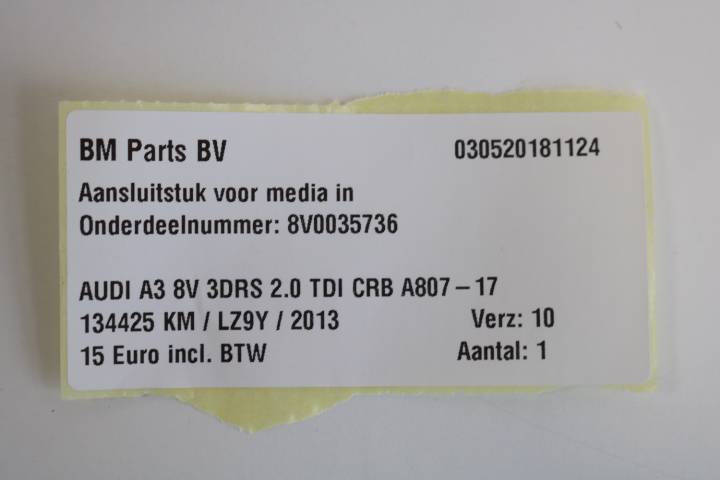 BM Parts BV 030520181124
Aansluitstuk voor media in
Onderdeelnummer: 8V0035736
AUDI A3 8V 3DRS 2.0 TDI CRB A807 – 17
134425 KM / LZ9Y / 2013 Verz: 10
15 Euro incl. BTW Aantal: 1